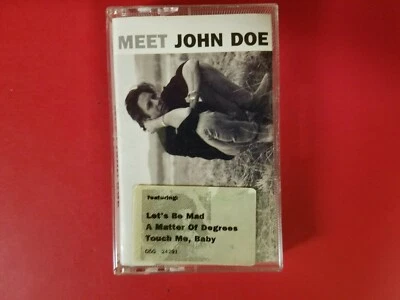 MEET JOHN DOE
Featuring:
Let's Be Mad
A Matter Of Degrees
Touch Me, Baby